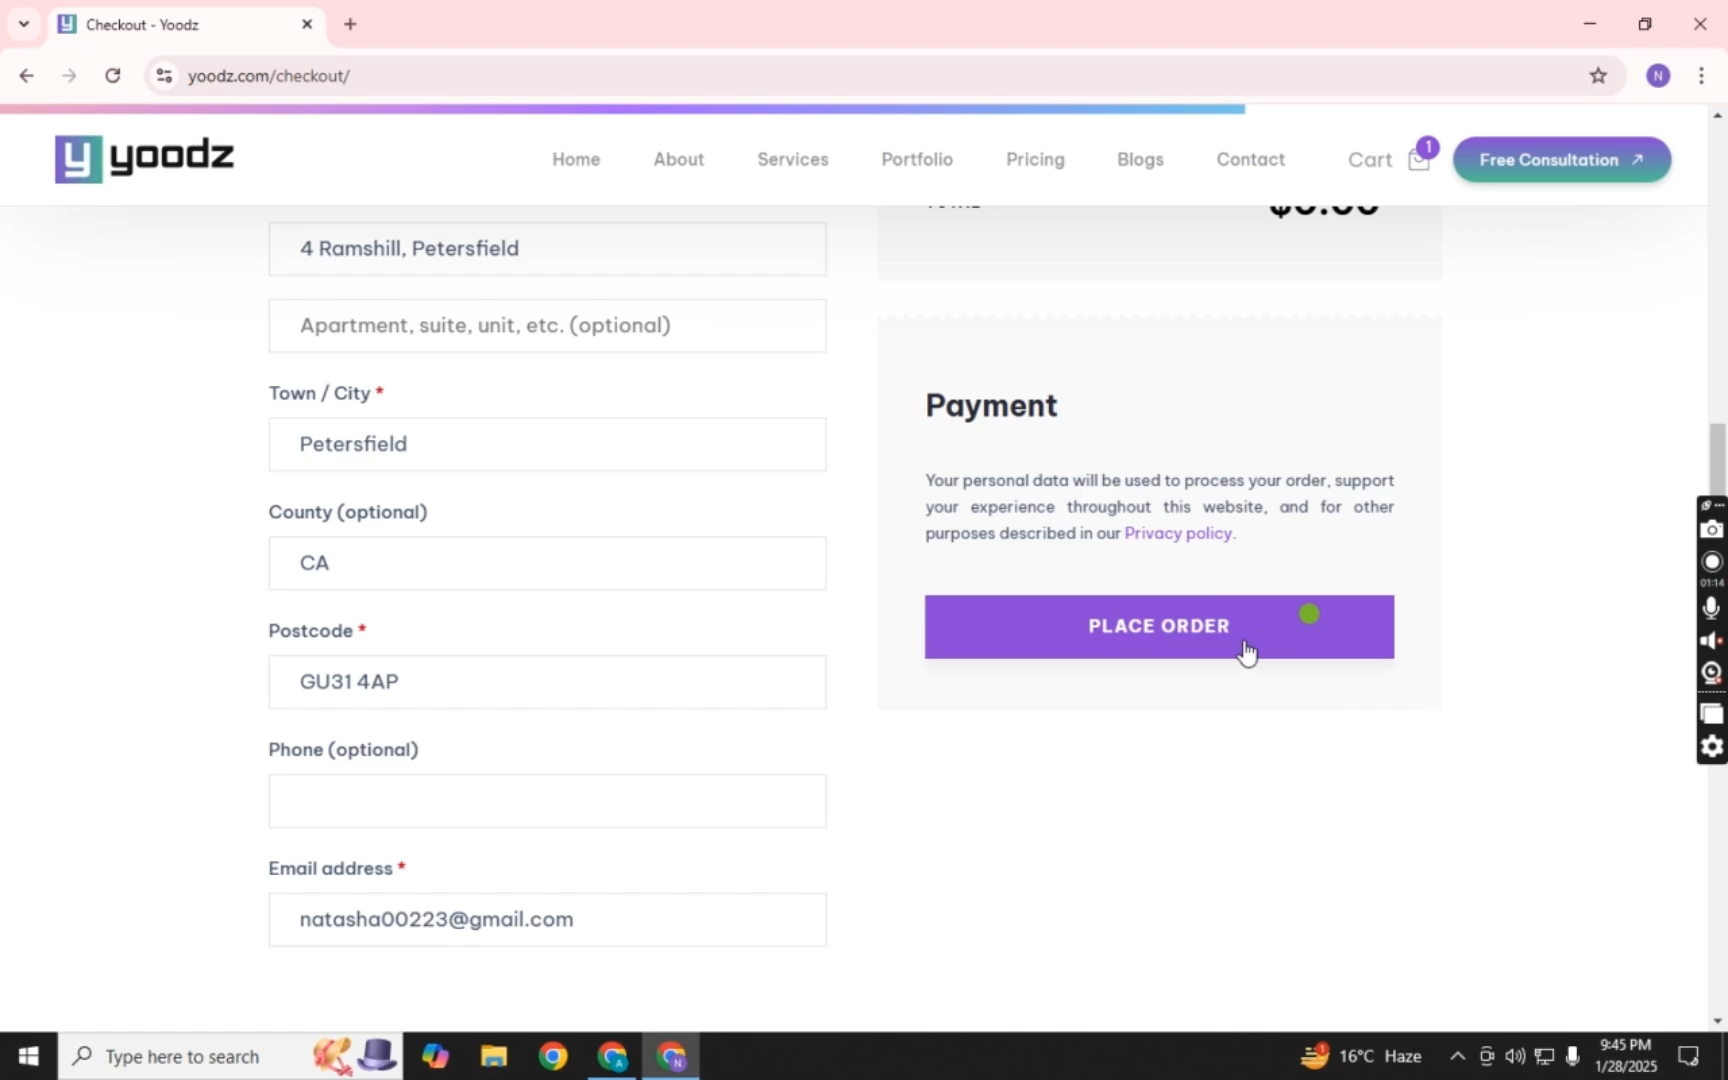 Checkout - Yoodz
yoodz.com/checkout/
N
yoodz
Home
About
Services
Portfolio
Pricing
Blogs
Contact
Cart
1
Free Consultation
4 Ramshill, Petersfield
Apartment, suite, unit, etc. (optional)
Town / City *
Petersfield
County (optional)
CA
Postcode *
GU31 4AP
Phone (optional)
Email address *
natasha00223@gmail.com
Payment
Your personal data will be used to process your order, support
your experience throughout this website, and for other
purposes described in our Privacy policy.
PLACE ORDER
01:14
Type here to search
16°C Haze
9:45 PM
1/28/2025